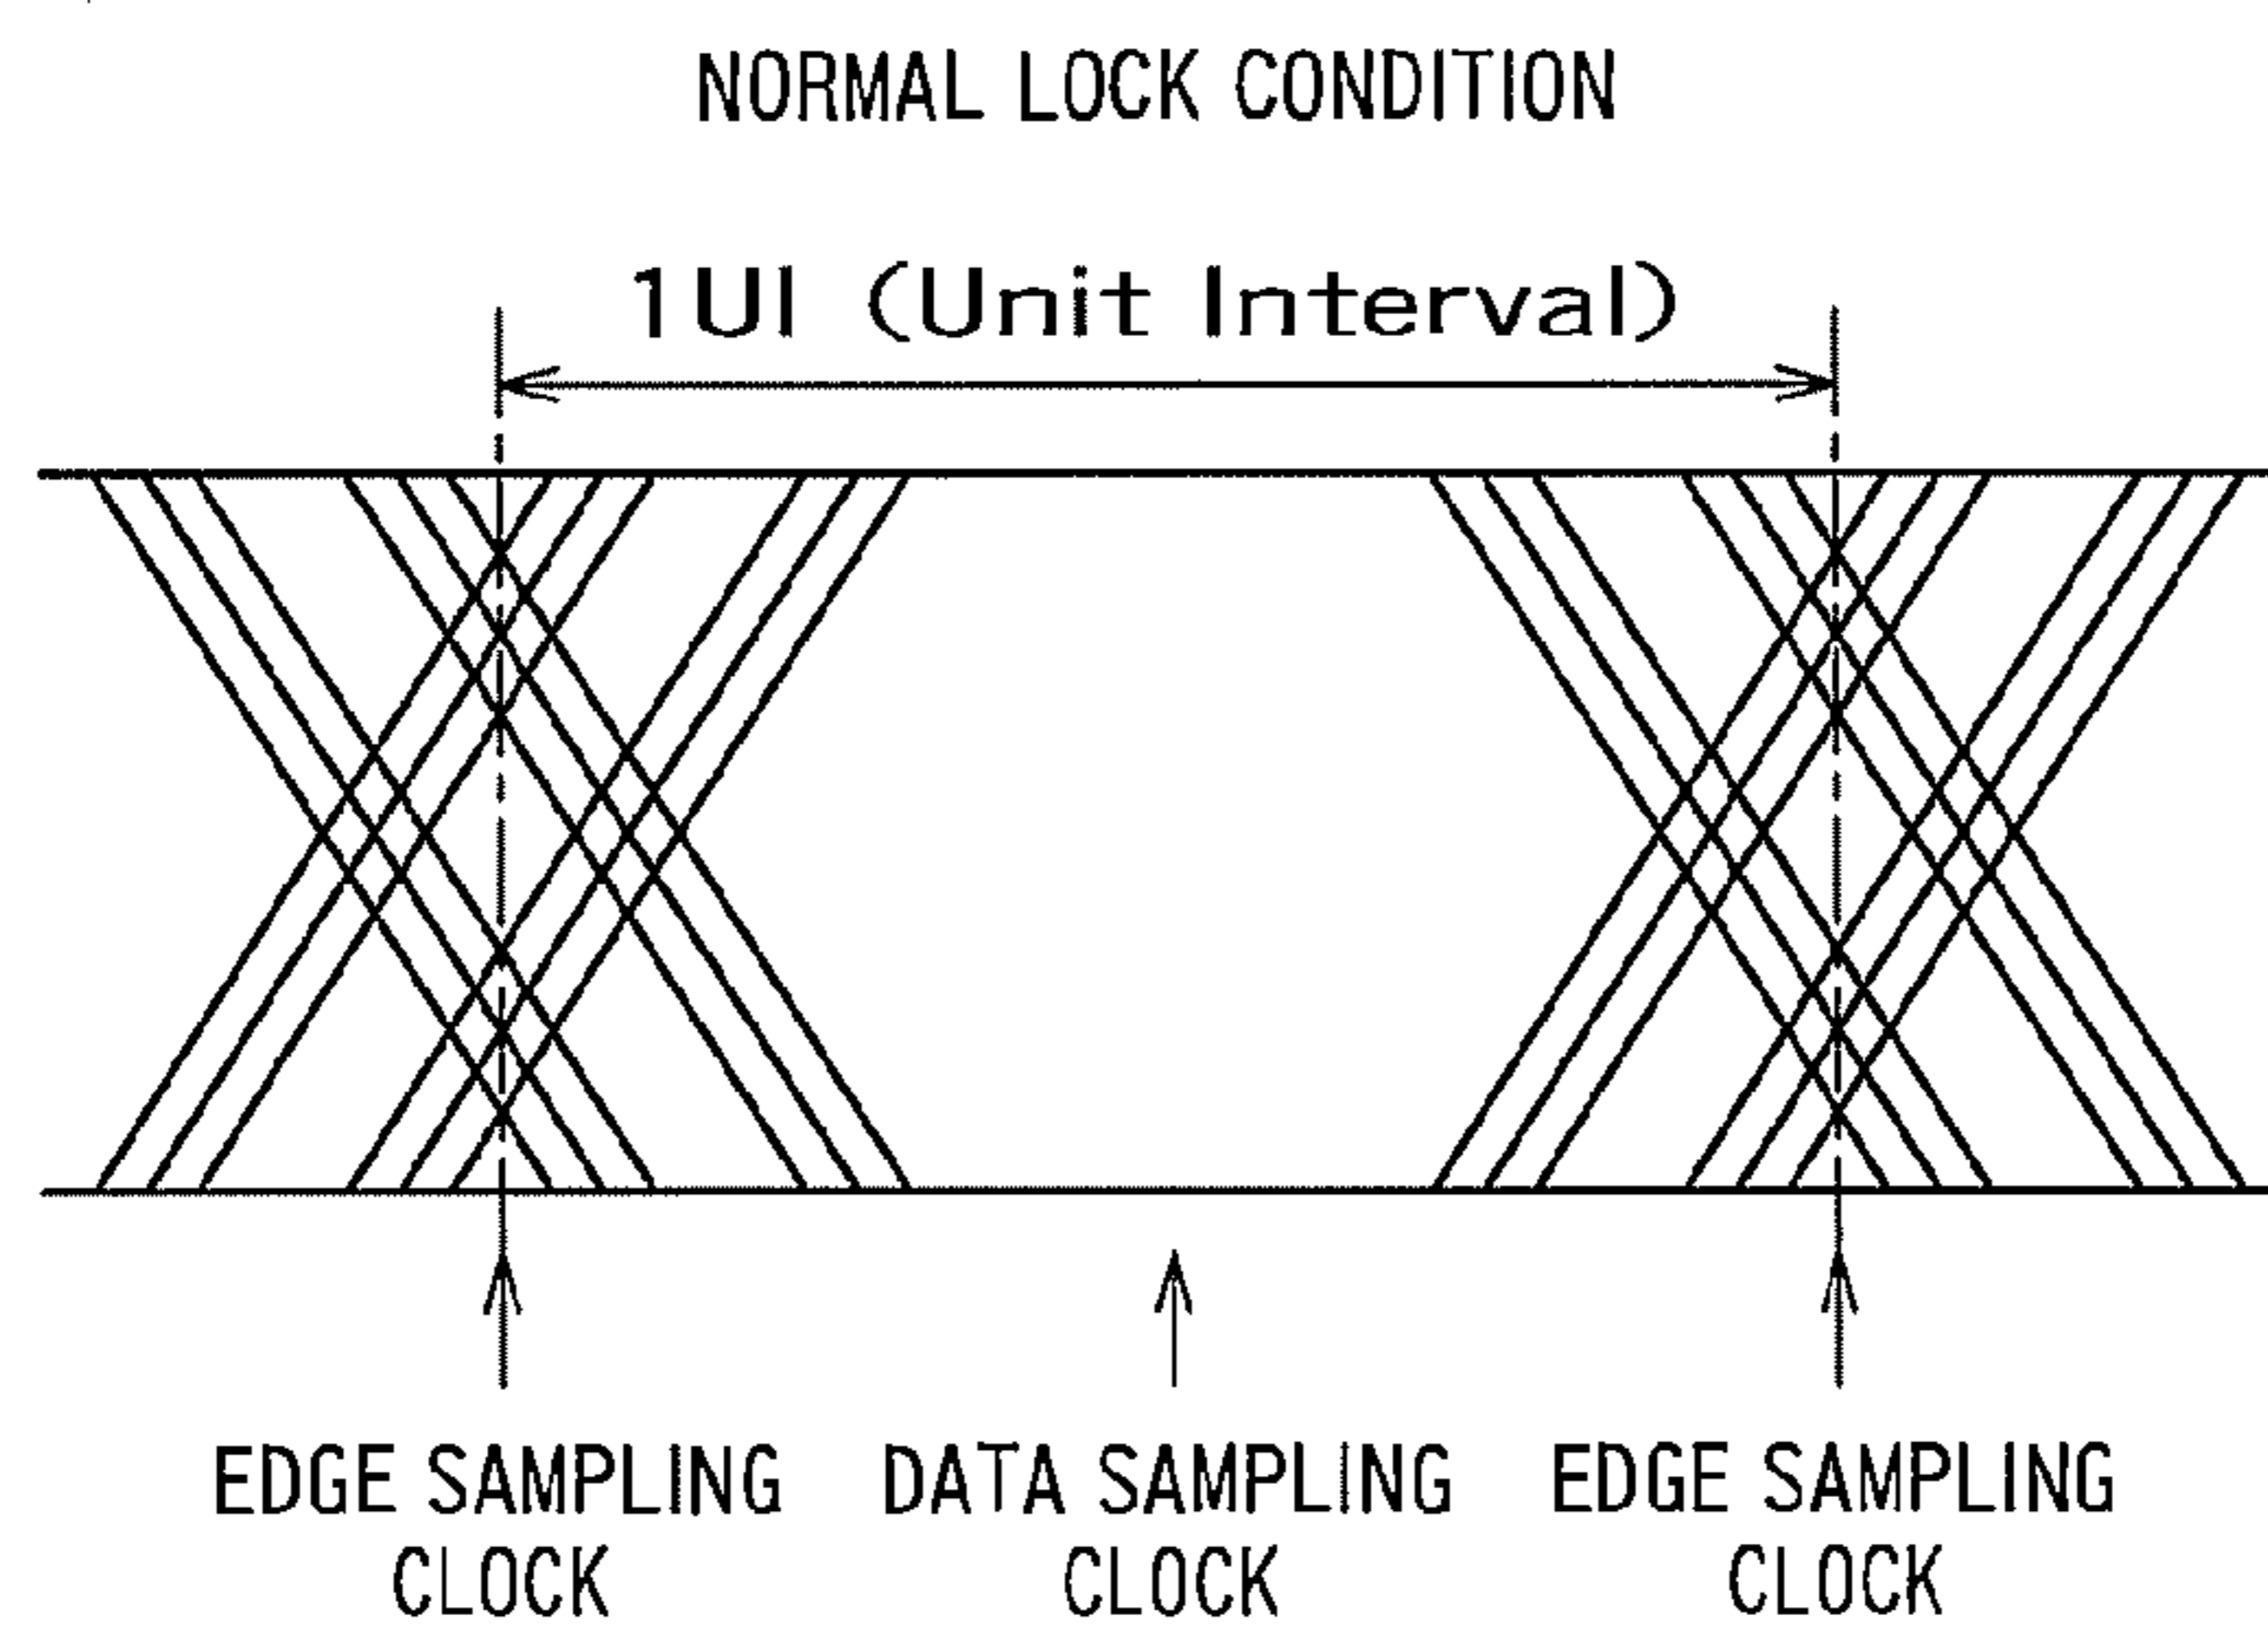 NORMAL LOCK CONDITION
1UI (Unit Interval)
EDGE SAMPLING CLOCK
DATA SAMPLING CLOCK
EDGE SAMPLING CLOCK